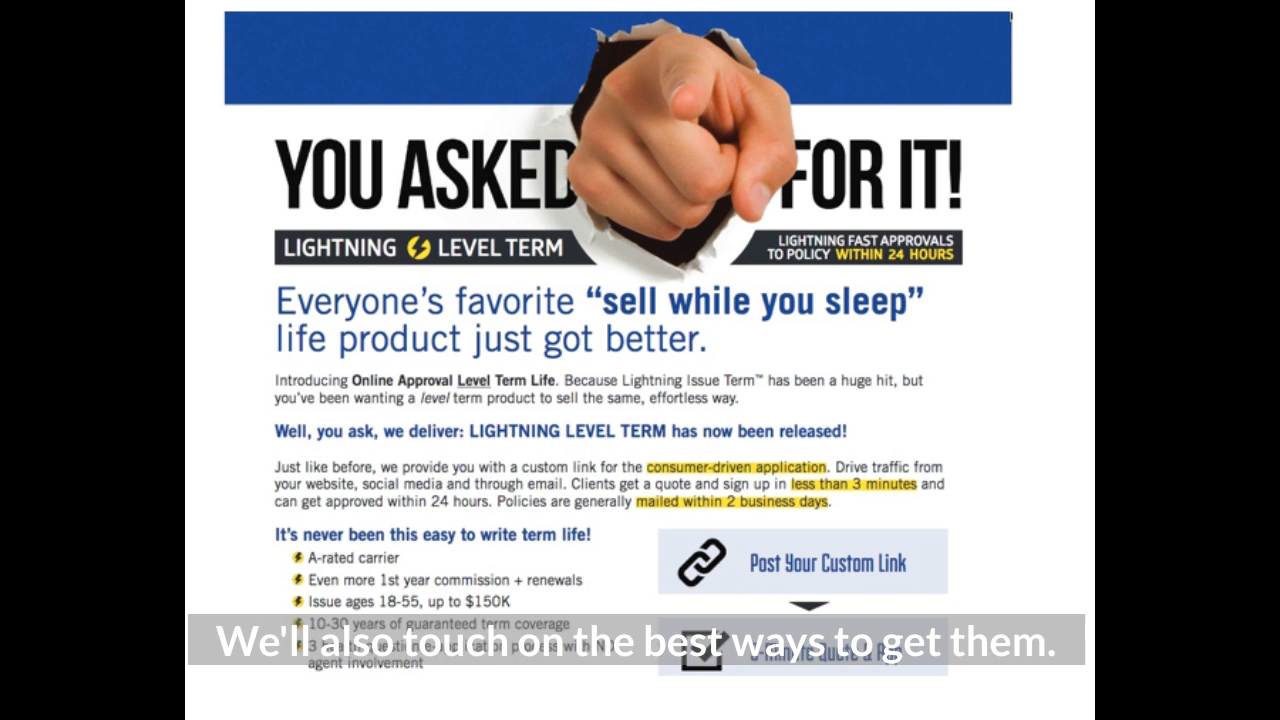 YOU ASKED FOR IT!
LIGHTNING LEVEL TERM
LIGHTNING FAST APPROVALS
TO POLICY WITHIN 24 HOURS
Everyone's favorite “sell while you sleep”
life product just got better.
Introducing Online Approval Level Term Life. Because Lightning Issue Term™ has been a huge hit, but
you've been wanting a level term product to sell the same, effortless way.
Well, you ask, we deliver: LIGHTNING LEVEL TERM has now been released!
Just like before, we provide you with a custom link for the consumer-driven application. Drive traffic from
your website, social media and through email. Clients get a quote and sign up in less than 3 minutes and
can get approved within 24 hours. Policies are generally mailed within 2 business days.
It's never been this easy to write term life!
A-rated carrier
Even more 1st year commission + renewals
Issue ages 18-55, up to $150K
10-30 years of guaranteed term coverage
agent involvement
Post Your Custom Link
We'll also touch on the best ways to get them.